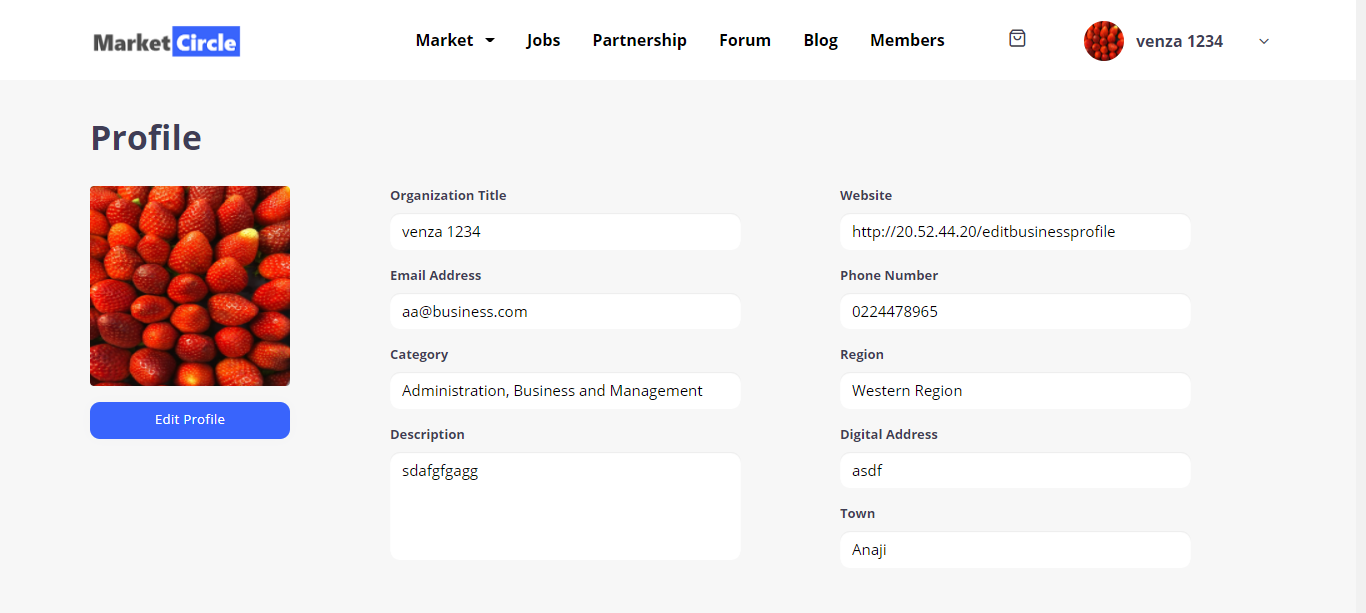 Market Circle
Market
Jobs
Partnership
Forum
Blog
Members
venza 1234
Profile
Edit Profile
Organization Title
venza 1234
Email Address
aa@business.com
Category
Administration, Business and Management
Description
sdafgfgagg
Website
http://20.52.44.20/editbusinessprofile
Phone Number
0224478965
Region
Western Region
Digital Address
asdf
Town
Anaji